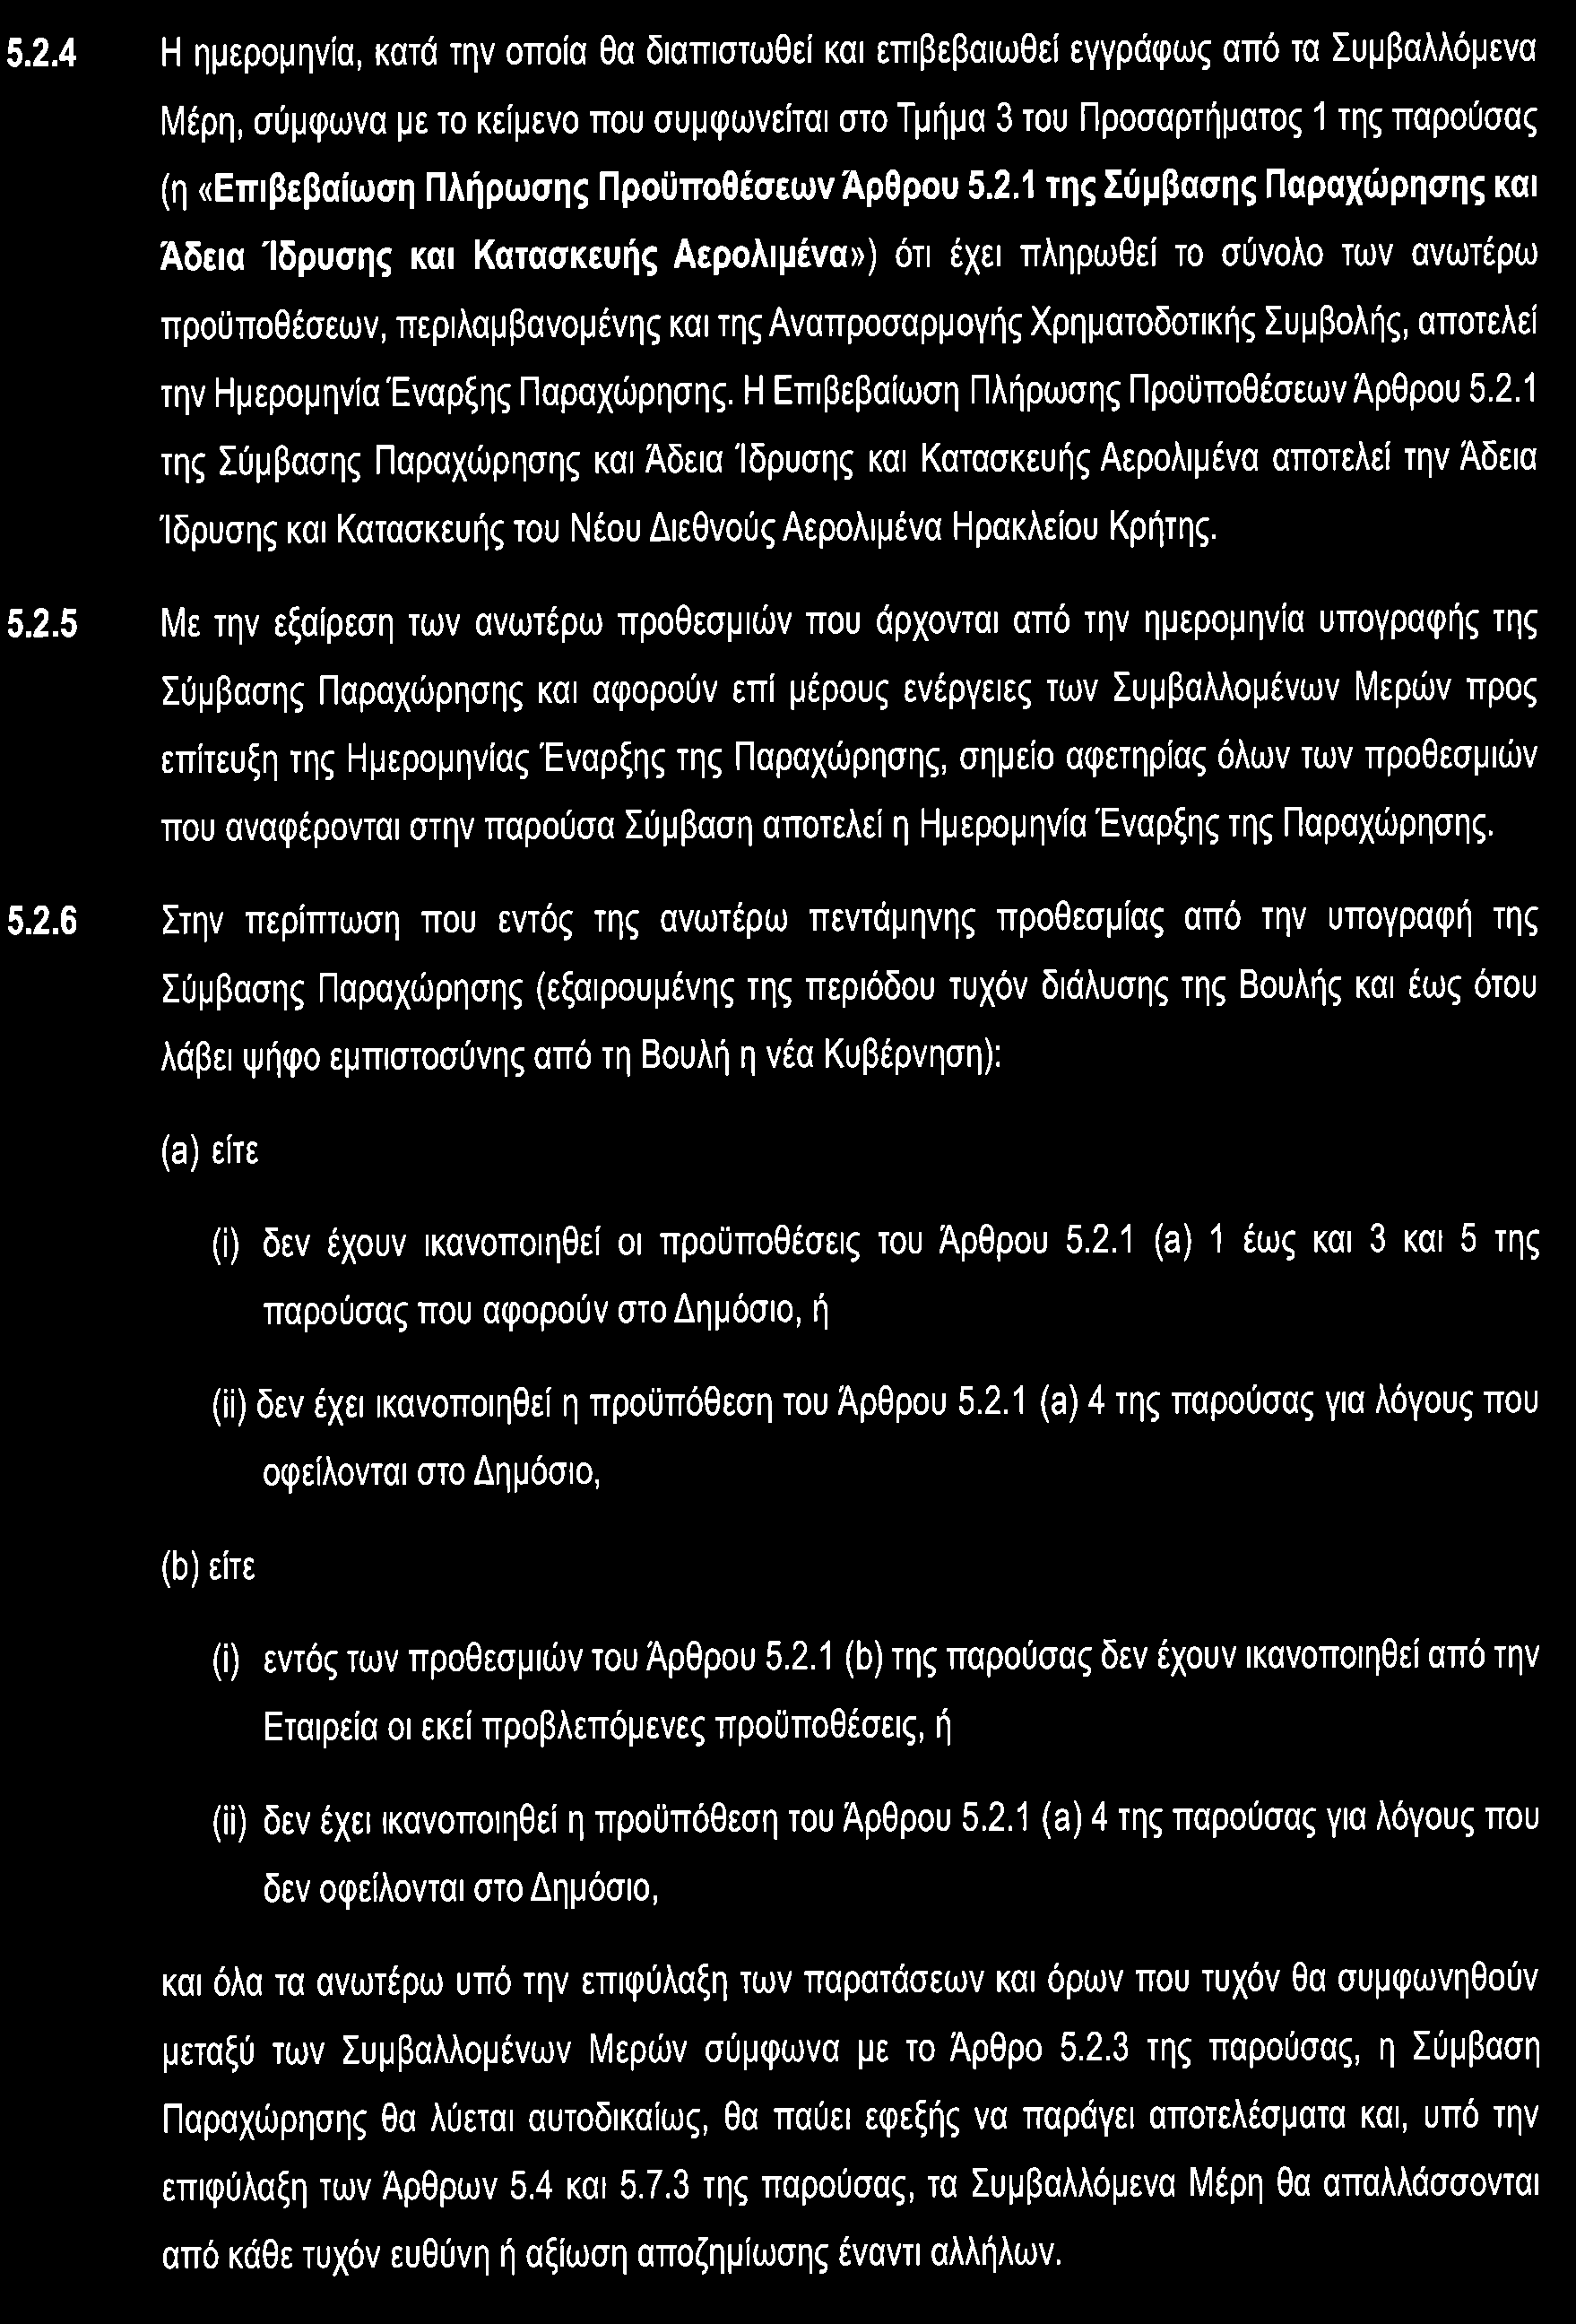 5.2.4 Η ημερομηνία, κατά την οποία θα διαπιστωθεί και επιβεβαιωθεί εγγράφως από τα Συμβαλλόμενα
Μέρη, σύμφωνα με το κείμενο που συμφωνείται στο Τμήμα 3 του Προσαρτήματος 1 της παρούσας
(η «Επιβεβαίωση Πλήρωσης Προϋποθέσεων Άρθρου 5.2.1 της Σύμβασης Παραχώρησης και
Άδεια Ίδρυσης και Κατασκευής Αερολιμένα») ότι έχει πληρωθεί το σύνολο των ανωτέρω
προϋποθέσεων, περιλαμβανομένης και της Αναπροσαρμογής Χρηματοδοτικής Συμβολής, αποτελεί
την Ημερομηνία Έναρξης Παραχώρησης. Η Επιβεβαίωση Πλήρωσης Προϋποθέσεων Άρθρου 5.2.1
της Σύμβασης Παραχώρησης και Άδεια Ίδρυσης και Κατασκευής Αερολιμένα αποτελεί την Άδεια
Ίδρυσης και Κατασκευής του Νέου Διεθνούς Αερολιμένα Ηρακλείου Κρήτης.
5.2.5 Με την εξαίρεση των ανωτέρω προθεσμιών που άρχονται από την ημερομηνία υπογραφής της
Σύμβασης Παραχώρησης και αφορούν επί μέρους ενέργειες των Συμβαλλομένων Μερών προς
επίτευξη της Ημερομηνίας Έναρξης της Παραχώρησης, σημείο αφετηρίας όλων των προθεσμιών
που αναφέρονται στην παρούσα Σύμβαση αποτελεί η Ημερομηνία Έναρξης της Παραχώρησης.
5.2.6 Στην περίπτωση που εντός της ανωτέρω πεντάμηνης προθεσμίας από την υπογραφή της
Σύμβασης Παραχώρησης (εξαιρουμένης της περιόδου τυχόν διάλυσης της Βουλής και έως ότου
λάβει ψήφο εμπιστοσύνης από τη Βουλή η νέα Κυβέρνηση):
(a) είτε
(i) δεν έχουν ικανοποιηθεί οι προϋποθέσεις του Άρθρου 5.2.1 (a) 1 έως και 3 και 5 της
παρούσας που αφορούν στο Δημόσιο, ή
(ii) δεν έχει ικανοποιηθεί η προϋπόθεση του Άρθρου 5.2.1 (a) 4 της παρούσας για λόγους που
οφείλονται στο Δημόσιο,
(b) είτε
(i) εντός των προθεσμιών του Άρθρου 5.2.1 (b) της παρούσας δεν έχουν ικανοποιηθεί από την
Εταιρεία οι εκεί προβλεπόμενες προϋποθέσεις, ή
(ii) δεν έχει ικανοποιηθεί η προϋπόθεση του Άρθρου 5.2.1 (a) 4 της παρούσας για λόγους που
δεν οφείλονται στο Δημόσιο,
και όλα τα ανωτέρω υπό την επιφύλαξη των παρατάσεων και όρων που τυχόν θα συμφωνηθούν
μεταξύ των Συμβαλλομένων Μερών σύμφωνα με το Άρθρο 5.2.3 της παρούσας, η Σύμβαση
Παραχώρησης θα λύεται αυτοδικαίως, θα παύει εφεξής να παράγει αποτελέσματα και, υπό την
επιφύλαξη των Άρθρων 5.4 και 5.7.3 της παρούσας, τα Συμβαλλόμενα Μέρη θα απαλλάσσονται
από κάθε τυχόν ευθύνη ή αξίωση αποζημίωσης έναντι αλλήλων.